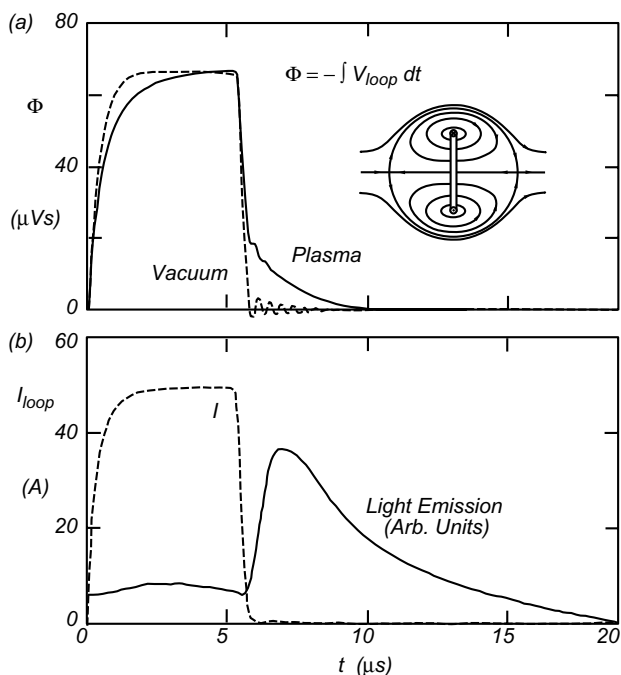 (a)
80
Φ
Φ = – ∫ V_loop dt
40
(μVs)
Plasma
Vacuum
0
(b)
60
I_loop
I
40
(A)
Light Emission
(Arb. Units)
20
0
0 5 10 15 20
t (μs)